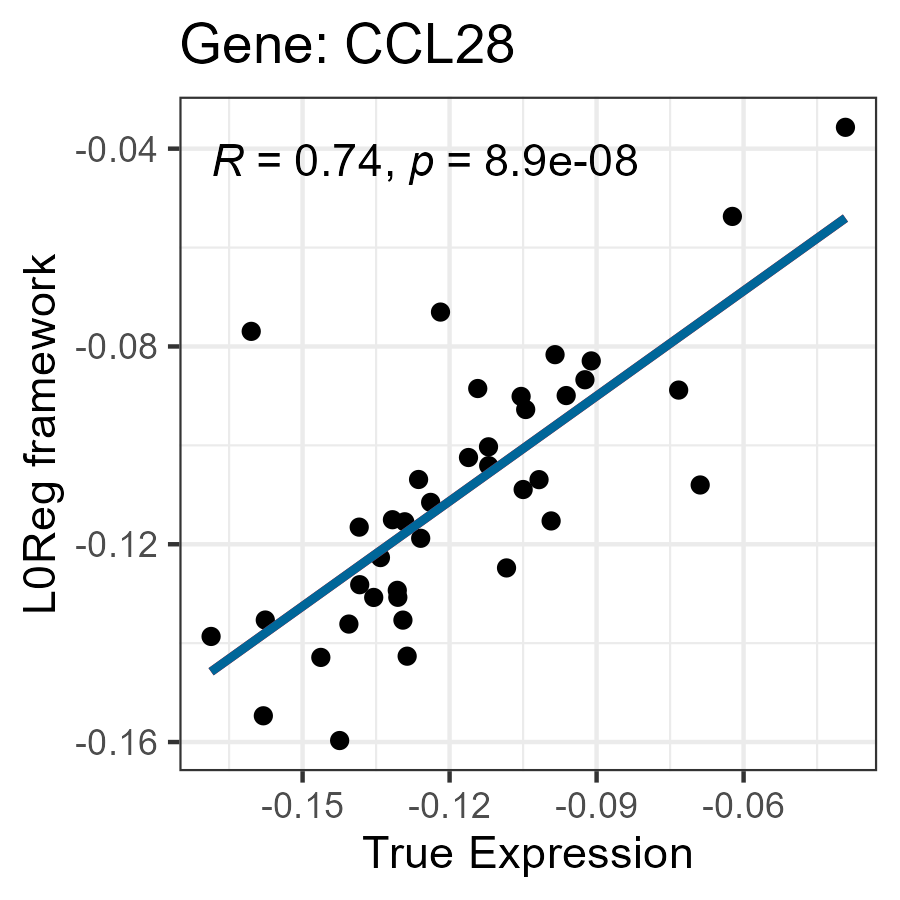 Gene: CCL28
R = 0.74, p = 8.9e-08
-0.04
-0.08
-0.12
-0.16
L0Reg framework
-0.15 -0.12 -0.09 -0.06
True Expression